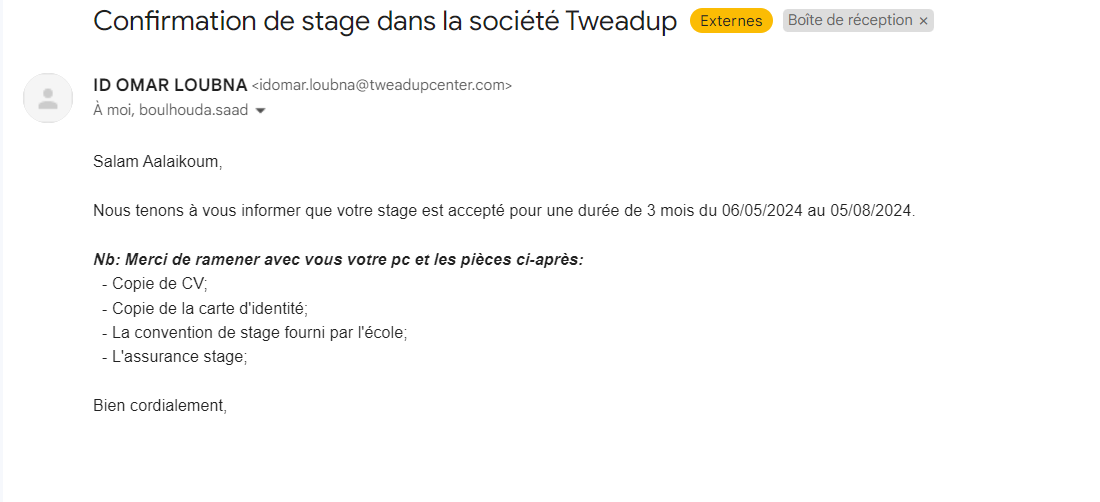 Confirmation de stage dans la société Tweadup Externes Boîte de réception ×
ID OMAR LOUBNA <idomar.loubna@tweadupcenter.com>
À moi, boulhouda.saad
Salam Aalaikoum,
Nous tenons à vous informer que votre stage est accepté pour une durée de 3 mois du 06/05/2024 au 05/08/2024.
Nb: Merci de ramener avec vous votre pc et les pièces ci-après:
- Copie de CV;
- Copie de la carte d'identité;
- La convention de stage fourni par l'école;
- L'assurance stage;
Bien cordialement,